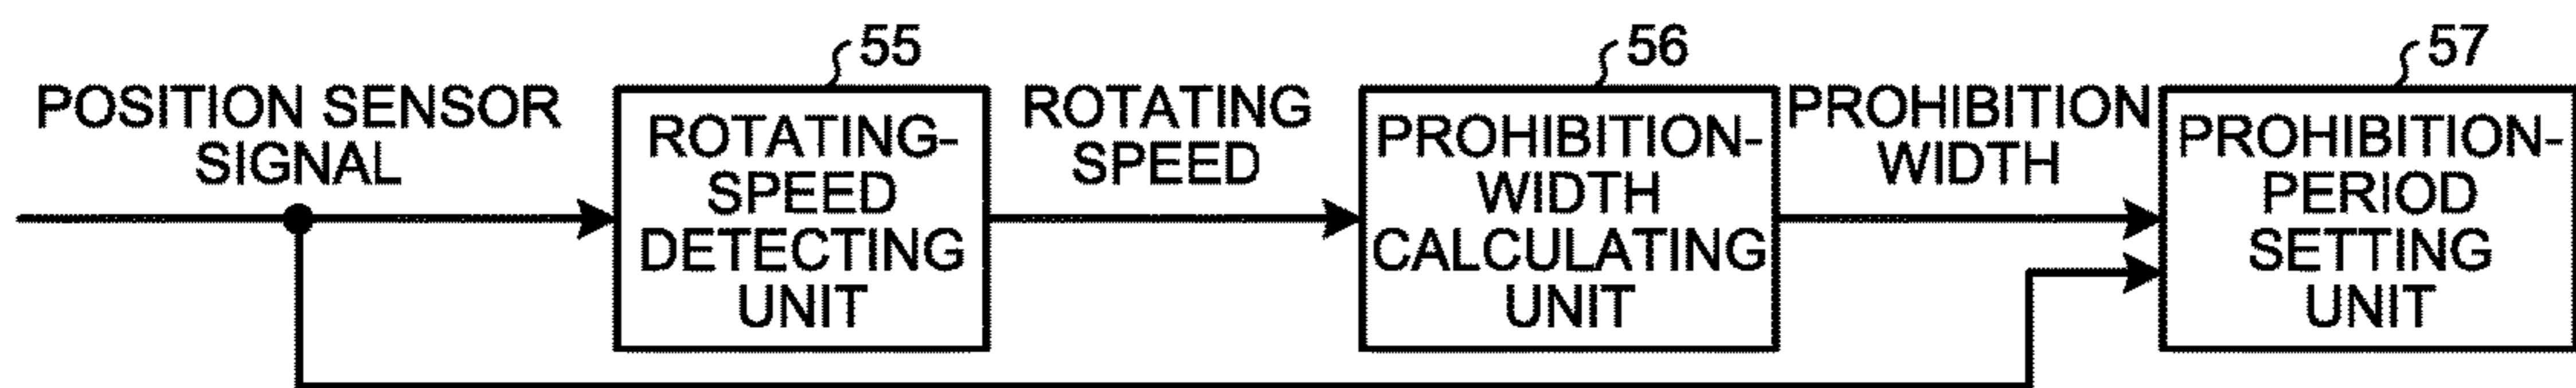 55
56
57
POSITION SENSOR
SIGNAL
ROTATING-
SPEED
DETECTING
UNIT
ROTATING
SPEED
PROHIBITION-
WIDTH
CALCULATING
UNIT
PROHIBITION
WIDTH
PROHIBITION-
PERIOD
SETTING
UNIT